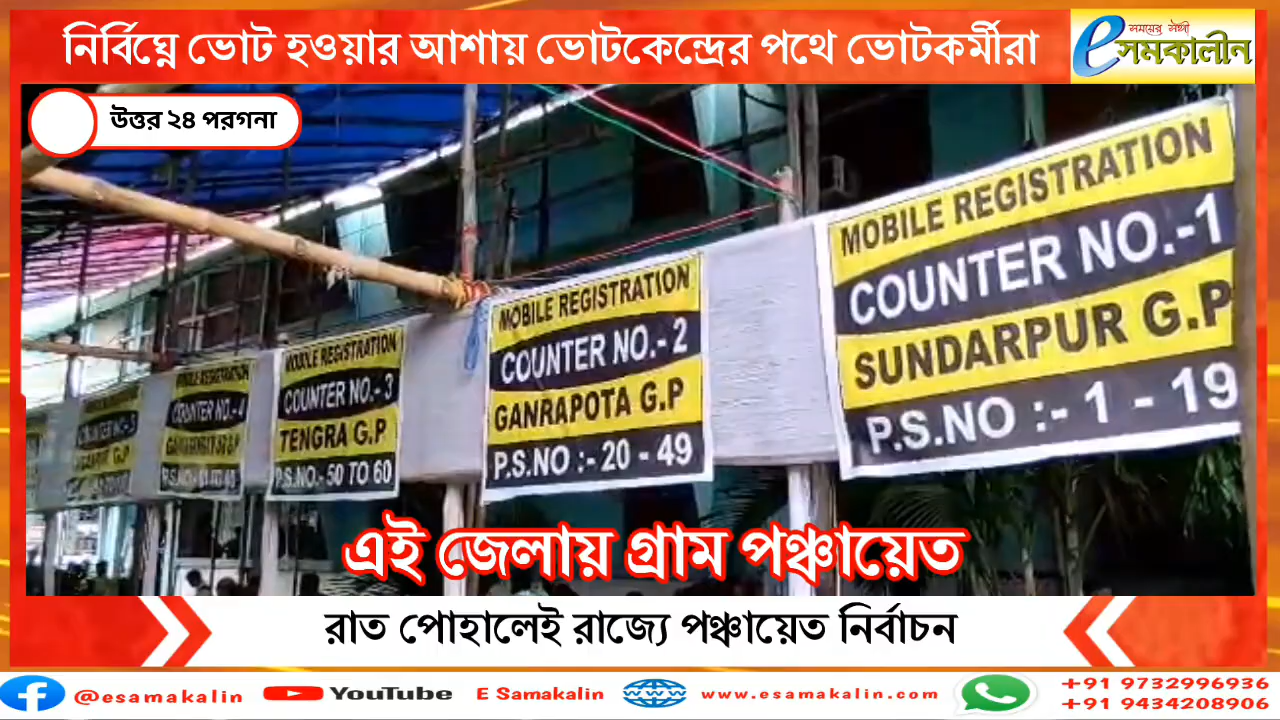 নির্বিঘ্নে ভোট হওয়ার আশায় ভোটকেন্দ্রের পথে ভোটকর্মীরা
সময়ের সঙ্গী
e সমকালীন
উত্তর ২৪ পরগনা
MOBILE REGISTRATION
COUNTER NO.-1
SUNDARPUR G.P
P.S.NO :- 1 - 19
MOBILE REGISTRATION
COUNTER NO.- 2
GANRAPOTA G.P
P.S.NO :- 20 - 49
MOBILE REGISTRATION
COUNTER NO.- 3
TENGRA G.P
P.S.NO.- 50 TO 60
MOBILE REGISTRATION
COUNTER NO.- 4
এই জেলায় গ্রাম পঞ্চায়েত
রাত পোহালেই রাজ্যে পঞ্চায়েত নির্বাচন
@esamakalin
YouTube
E Samakalin
www.esamakalin.com
+91 9732996936
+91 9434208906